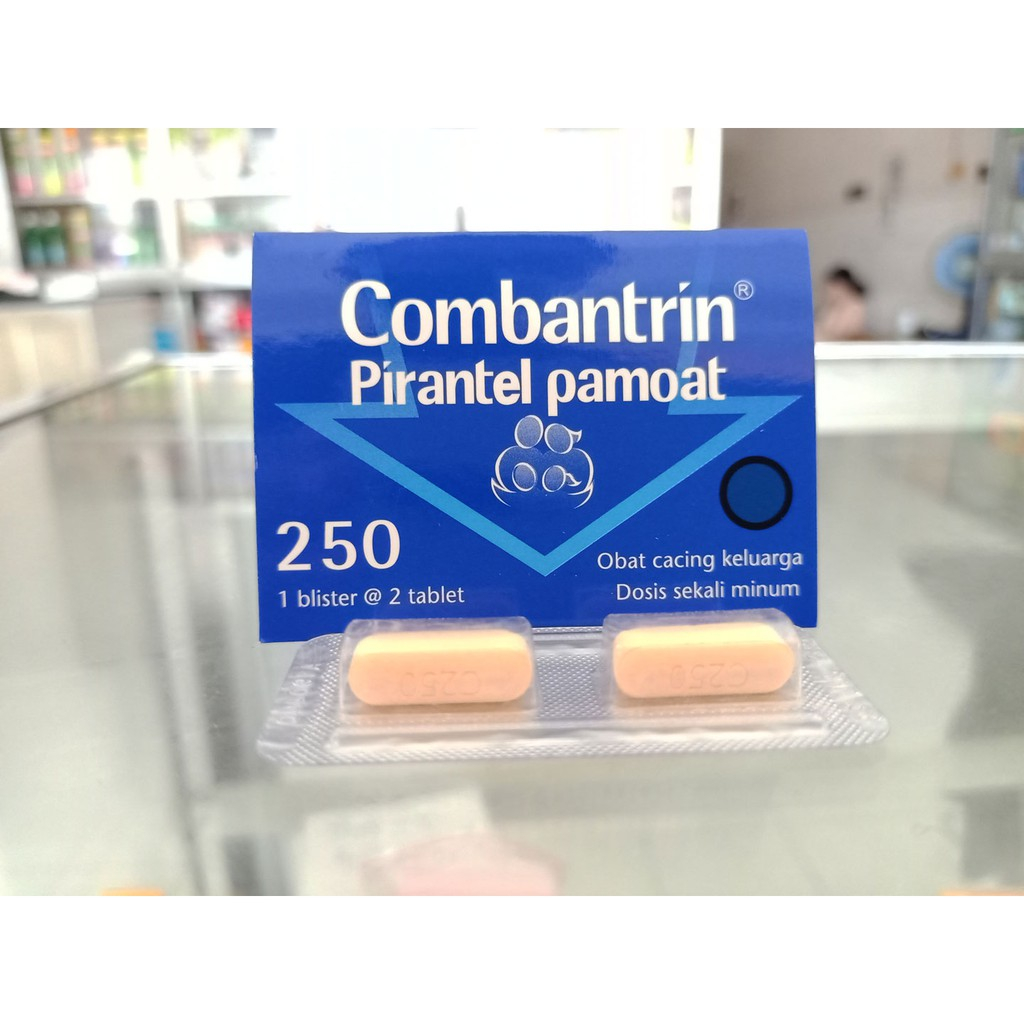 Combantrin®
Pirantel pamoat
250
1 blister @ 2 tablet
Obat cacing keluarga
Dosis sekali minum
C250
C250